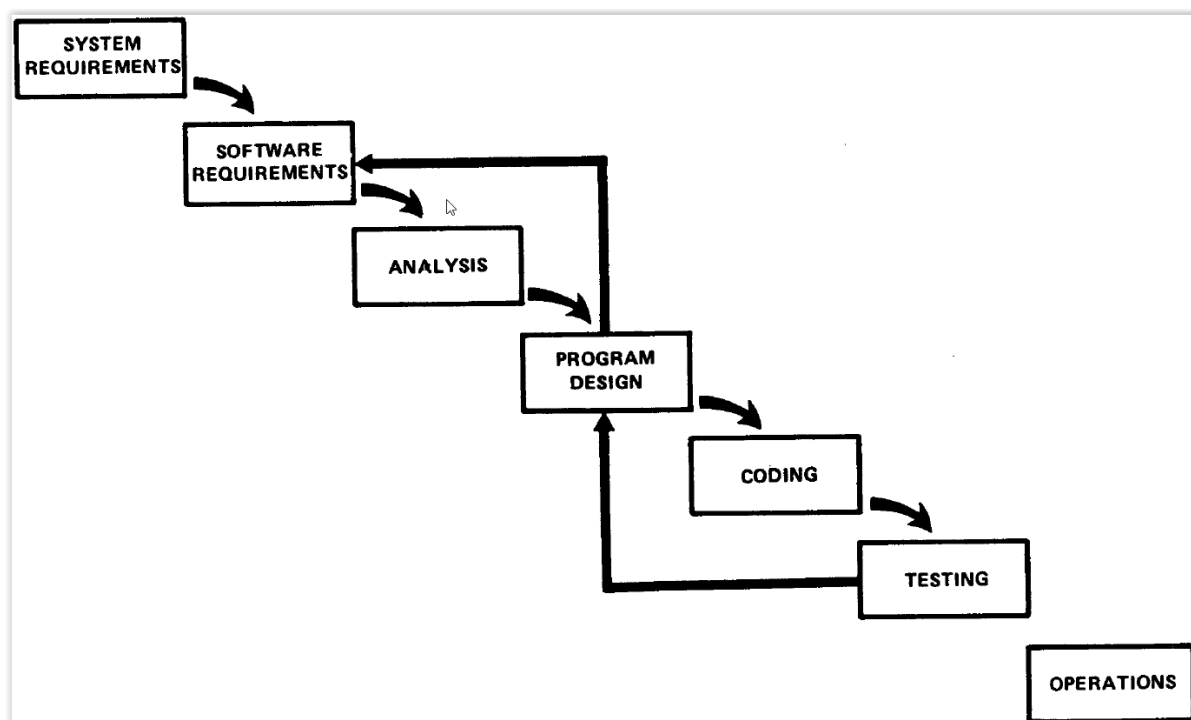 SYSTEM
REQUIREMENTS
SOFTWARE
REQUIREMENTS
ANALYSIS
PROGRAM
DESIGN
CODING
TESTING
OPERATIONS